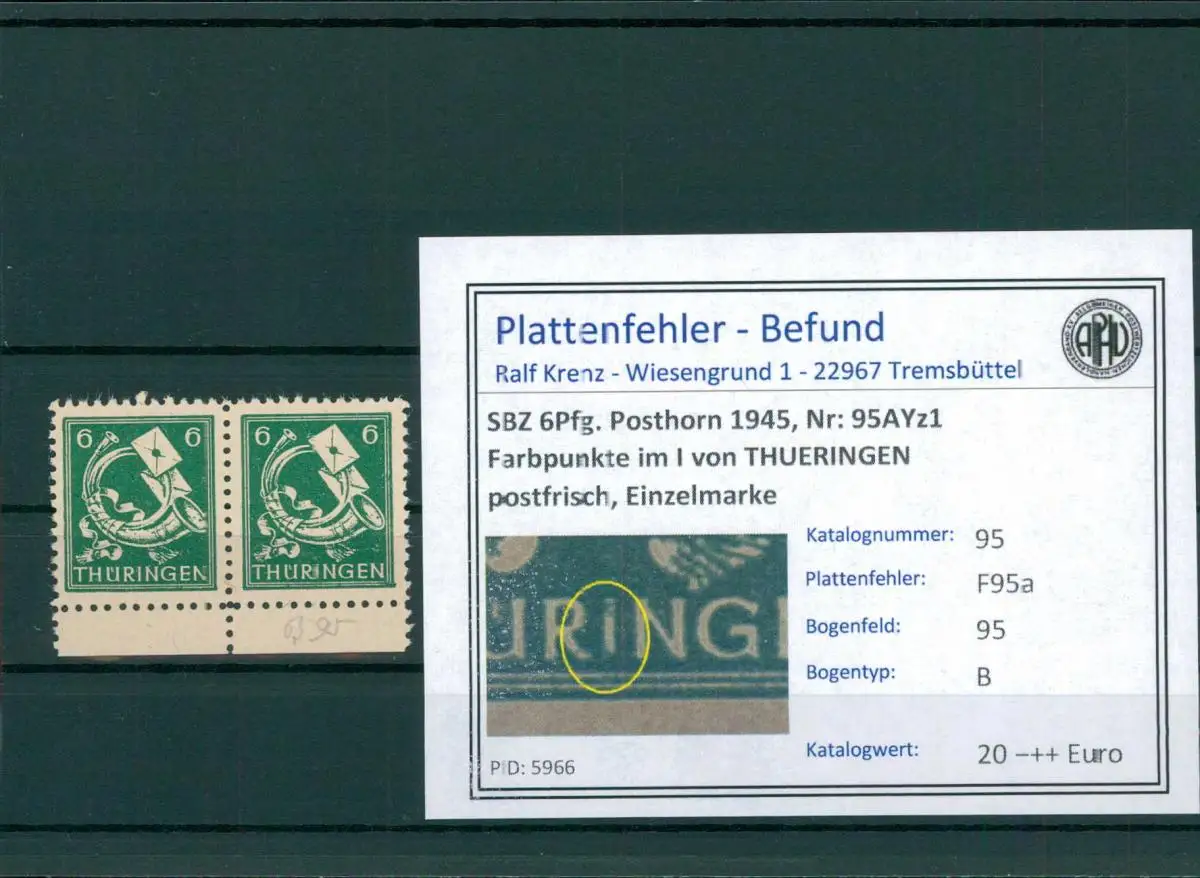 6 6
THÜRINGEN
6 6
THÜRINGEN
Plattenfehler - Befund
Ralf Krenz - Wiesengrund 1 - 22967 Tremsbüttel
APHV
SBZ 6Pfg. Posthorn 1945, Nr: 95AYz1
Farbpunkte im I von THUERINGEN
postfrisch, Einzelmarke
ÜRINGE
Katalognummer: 95
Plattenfehler: F95a
Bogenfeld: 95
Bogentyp: B
Katalogwert: 20 –++ Euro
PID: 5966